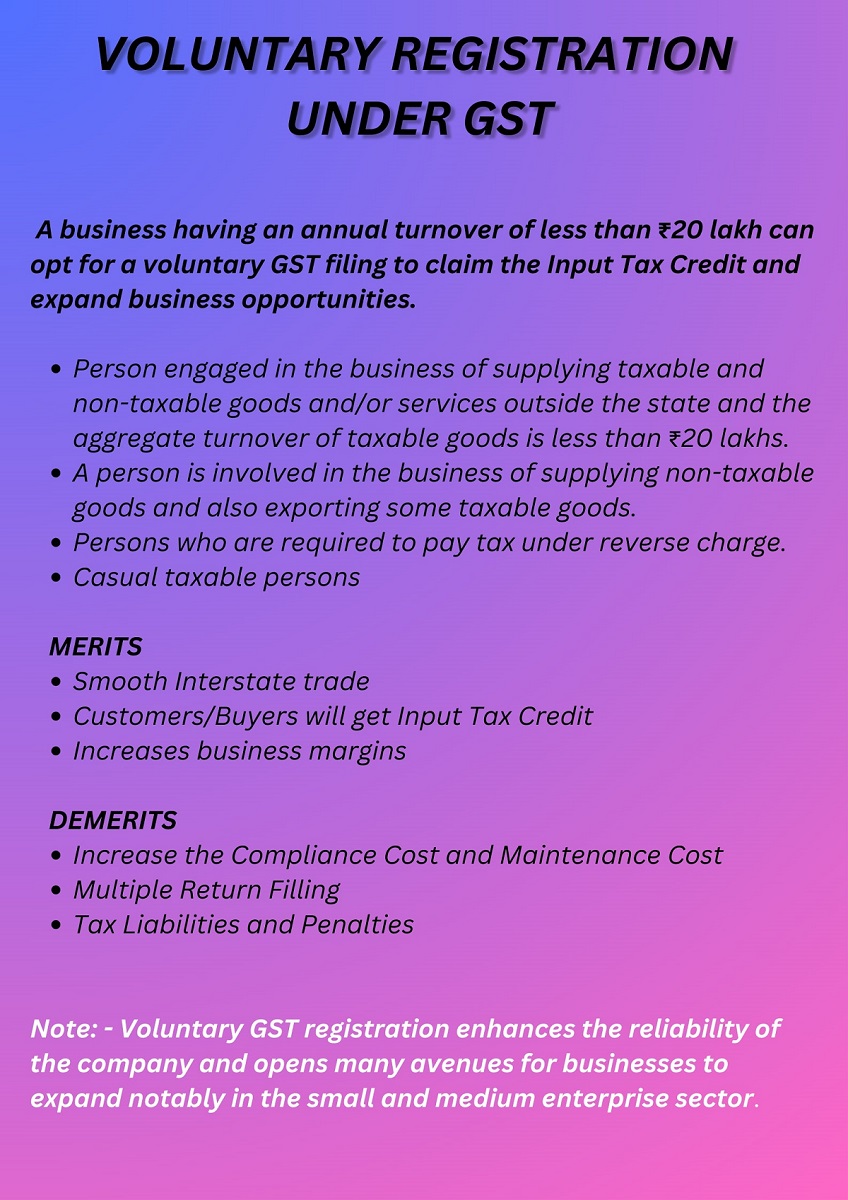 VOLUNTARY REGISTRATION
UNDER GST
A business having an annual turnover of less than ₹20 lakh can
opt for a voluntary GST filing to claim the Input Tax Credit and
expand business opportunities.
• Person engaged in the business of supplying taxable and
non-taxable goods and/or services outside the state and the
aggregate turnover of taxable goods is less than ₹20 lakhs.
• A person is involved in the business of supplying non-taxable
goods and also exporting some taxable goods.
• Persons who are required to pay tax under reverse charge.
• Casual taxable persons
MERITS
• Smooth Interstate trade
• Customers/Buyers will get Input Tax Credit
• Increases business margins
DEMERITS
• Increase the Compliance Cost and Maintenance Cost
• Multiple Return Filling
• Tax Liabilities and Penalties
Note: - Voluntary GST registration enhances the reliability of
the company and opens many avenues for businesses to
expand notably in the small and medium enterprise sector.